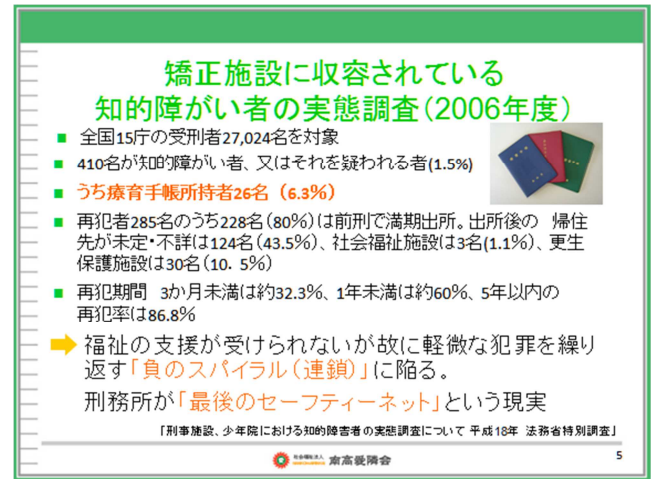 矯正施設に収容されている
知的障がい者の実態調査（2006年度）
全国15庁の受刑者27,024名を対象
410名が知的障がい者、又はそれを疑われる者(1.5%)
うち療育手帳所持者26名（6.3%）
再犯者285名のうち228名（80%）は前刑で満期出所。出所後の　帰住
先が未定・不詳は124名（43.5%）、社会福祉施設は3名(1.1%)、更生
保護施設は30名（10．5%）
再犯期間　3か月未満は約32.3%、1年未満は約60%、5年以内の
再犯率は86.8%
福祉の支援が受けられないが故に軽微な犯罪を繰り
返す「負のスパイラル（連鎖）」に陥る。
刑務所が「最後のセーフティーネット」という現実
「刑事施設、少年院における知的障害者の実態調査について 平成18年 法務省特別調査」
社会福祉法人
南高愛隣会
5